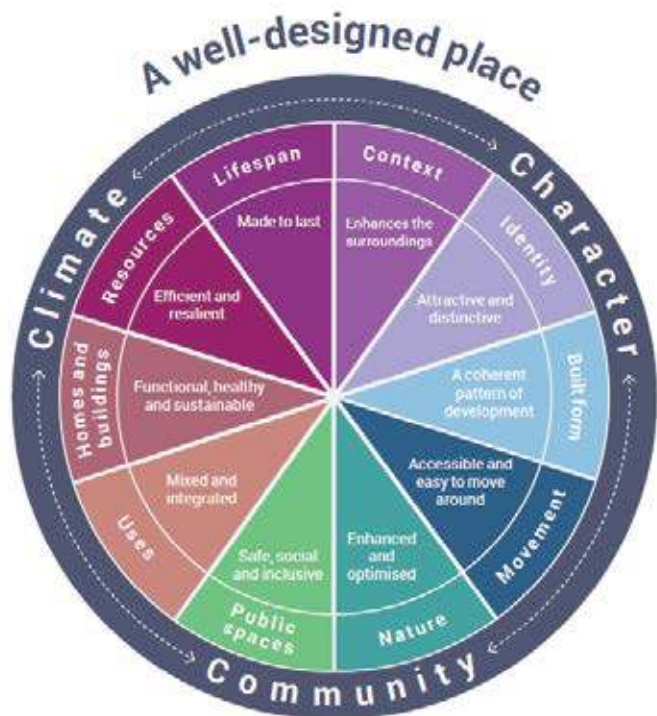 A well-designed place
Climate
Character
Community
Context
Enhances the
surroundings
Identity
Attractive and
distinctive
Built form
A coherent
pattern of
development
Movement
Accessible and
easy to move
around
Nature
Enhanced
and
optimised
Public
spaces
Safe, social
and inclusive
Uses
Mixed and
integrated
Homes and
buildings
Functional, healthy
and sustainable
Resources
Efficient and
resilient
Lifespan
Made to last